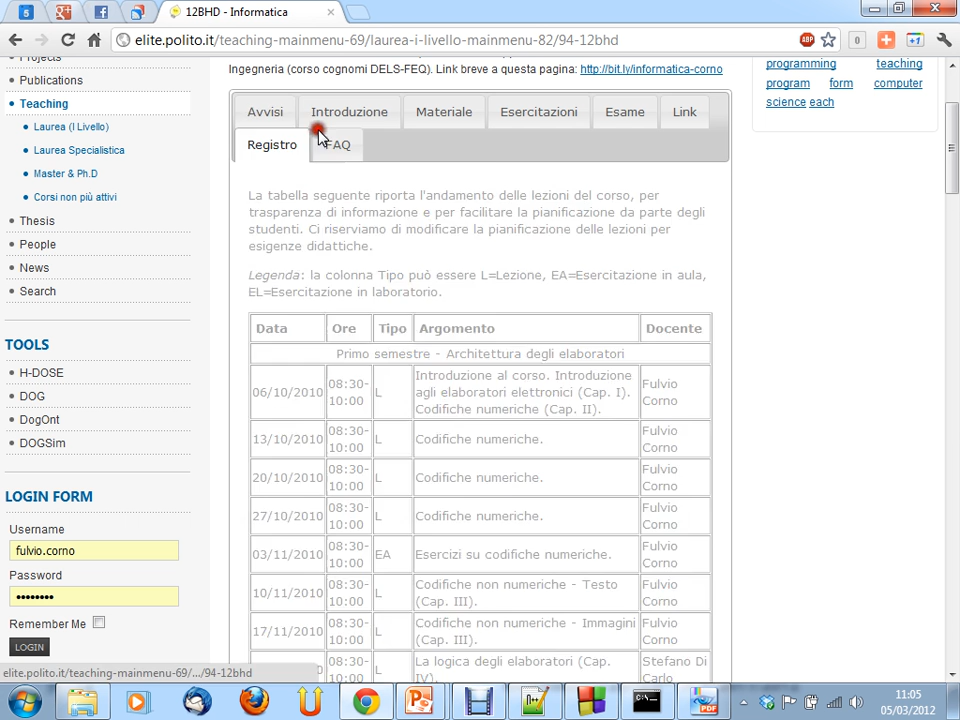 5
12BHD - Informatica
elite.polito.it/teaching-mainmenu-69/laurea-i-livello-mainmenu-82/94-12bhd
ABP
0
+1
Projects
Publications
Teaching
Laurea (I Livello)
Laurea Specialistica
Master & Ph.D
Corsi non più attivi
Thesis
People
News
Search
TOOLS
H-DOSE
DOG
DogOnt
DOGSim
LOGIN FORM
Username
fulvio.corno
Password
••••••••
Remember Me
LOGIN
elite.polito.it/teaching-mainmenu-69/.../94-12bhd
Ingegneria (corso cognomi DELS-FEQ). Link breve a questa pagina: http://bit.ly/informatica-corno
Avvisi Introduzione Materiale Esercitazioni Esame Link
Registro FAQ
La tabella seguente riporta l'andamento delle lezioni del corso, per
trasparenza di informazione e per facilitare la pianificazione da parte degli
studenti. Ci riserviamo di modificare la pianificazione delle lezioni per
esigenze didattiche.
Legenda: la colonna Tipo può essere L=Lezione, EA=Esercitazione in aula,
EL=Esercitazione in laboratorio.
Data Ore Tipo Argomento Docente
Primo semestre - Architettura degli elaboratori
06/10/2010 08:30-10:00 L Introduzione al corso. Introduzione agli elaboratori elettronici (Cap. I). Codifiche numeriche (Cap. II). Fulvio Corno
13/10/2010 08:30-10:00 L Codifiche numeriche. Fulvio Corno
20/10/2010 08:30-10:00 L Codifiche numeriche. Fulvio Corno
27/10/2010 08:30-10:00 L Codifiche numeriche. Fulvio Corno
03/11/2010 08:30-10:00 EA Esercizi su codifiche numeriche. Fulvio Corno
10/11/2010 08:30-10:00 L Codifiche non numeriche - Testo (Cap. III). Fulvio Corno
17/11/2010 08:30-10:00 L Codifiche non numeriche - Immagini (Cap. III). Fulvio Corno
08:30-10:00 L La logica degli elaboratori (Cap. IV). Stefano Di Carlo
programming teaching
program form computer
science each
11:05
05/03/2012